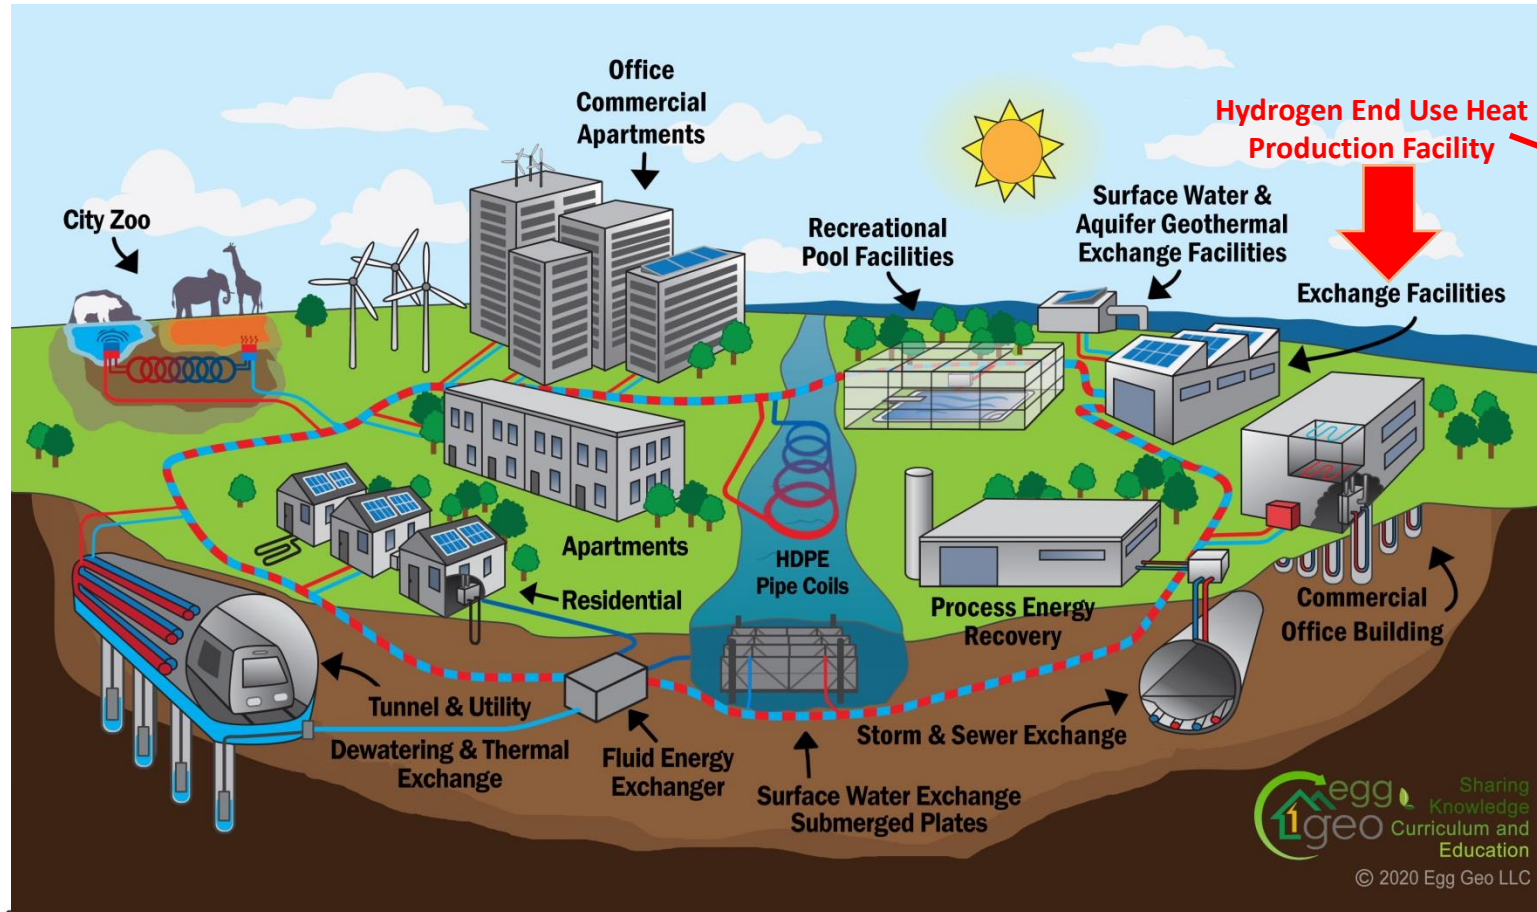 Office
Commercial
Apartments
Hydrogen End Use Heat
Production Facility
City Zoo
Recreational
Pool Facilities
Surface Water &
Aquifer Geothermal
Exchange Facilities
Exchange Facilities
Apartments
HDPE
Pipe Coils
Residential
Process Energy
Recovery
Commercial
Office Building
Tunnel & Utility
Dewatering & Thermal
Exchange
Fluid Energy
Exchanger
Storm & Sewer Exchange
Surface Water Exchange
Submerged Plates
egg
geo
Sharing
Knowledge
Curriculum and
Education
© 2020 Egg Geo LLC